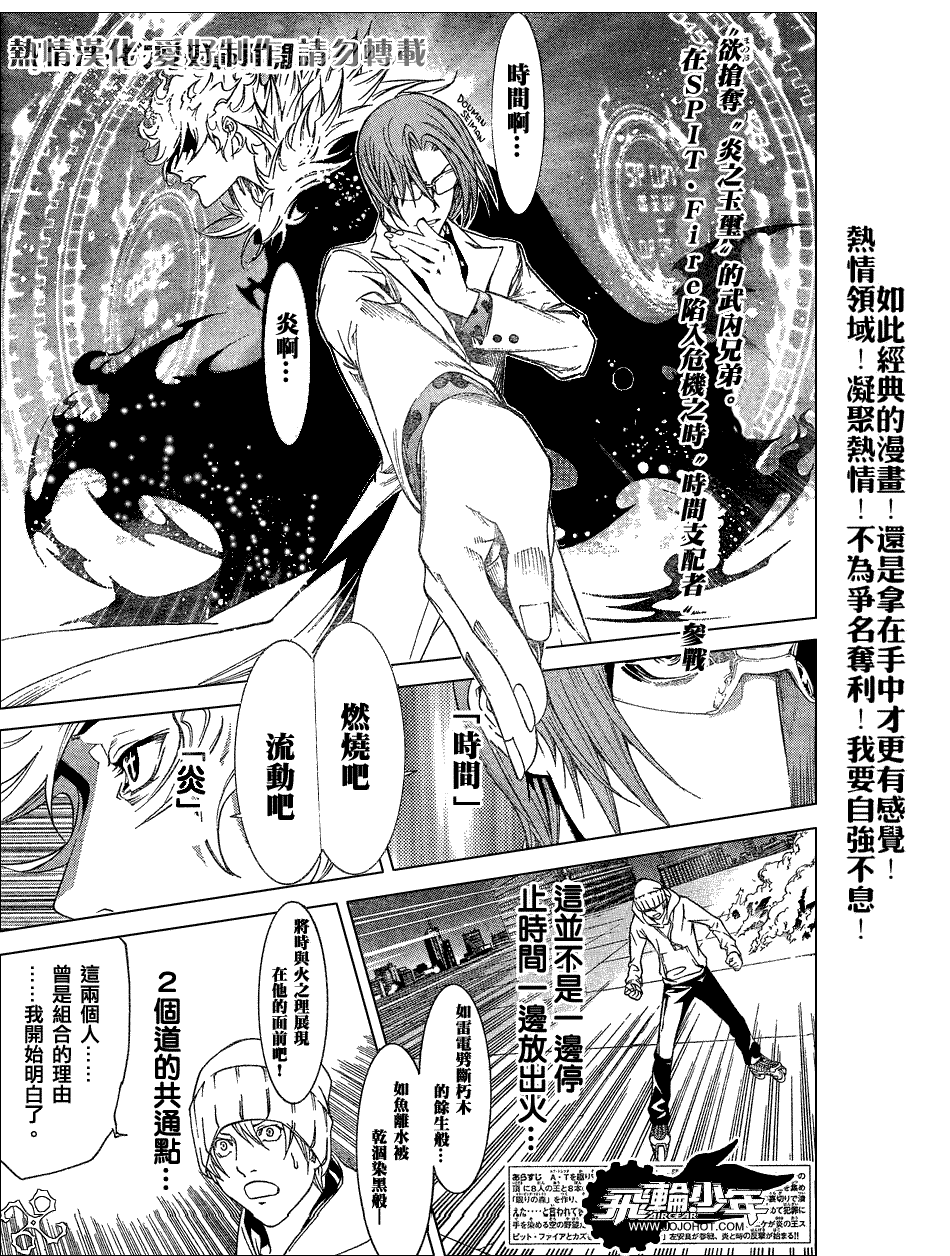 熱情漢化 愛好制作 請勿轉載
如此經典的漫畫！還是拿在手中才更有感覺！
熱情領域！凝聚熱情！不為爭名奪利！我要自強不息！
〝欲搶奪〝炎之玉璽〞的武內兄弟。
在SPIT・Fire陷入危機之時〝時間支配者〞參戰
時間啊…
DOUMAN
SEIMAN
炎啊…
「時間」
燃燒吧
流動吧
「炎」
這並不是一邊停
止時間一邊放出火…
如雷電劈斷朽木
的餘生般…
如魚離水被
乾涸染黑般—
將時與火之理展現
在他的面前吧！
2個道的共通點…
這兩個人……
曾是組合的理由
……我開始明白了。
あらすじ
飛輪少年
AIR GEAR
WWW.JOJOHOT.COM